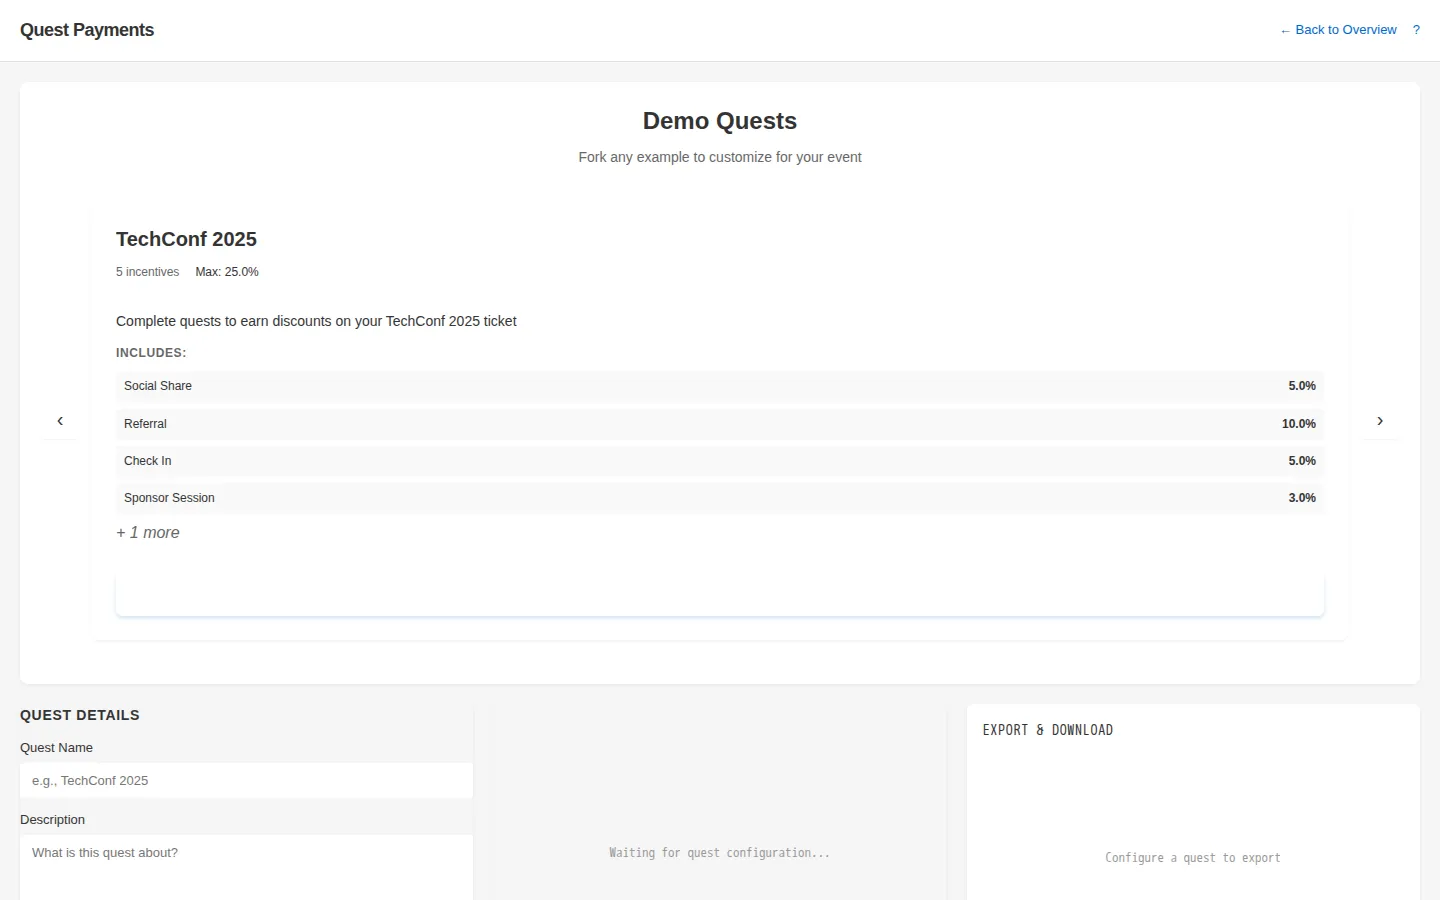 Quest Payments
← Back to Overview ?
Demo Quests
Fork any example to customize for your event
TechConf 2025
5 incentives Max: 25.0%
Complete quests to earn discounts on your TechConf 2025 ticket
INCLUDES:
Social Share 5.0%
Referral 10.0%
Check In 5.0%
Sponsor Session 3.0%
+ 1 more
‹ ›
QUEST DETAILS
Quest Name
e.g., TechConf 2025
Description
What is this quest about?
Waiting for quest configuration...
EXPORT & DOWNLOAD
Configure a quest to export